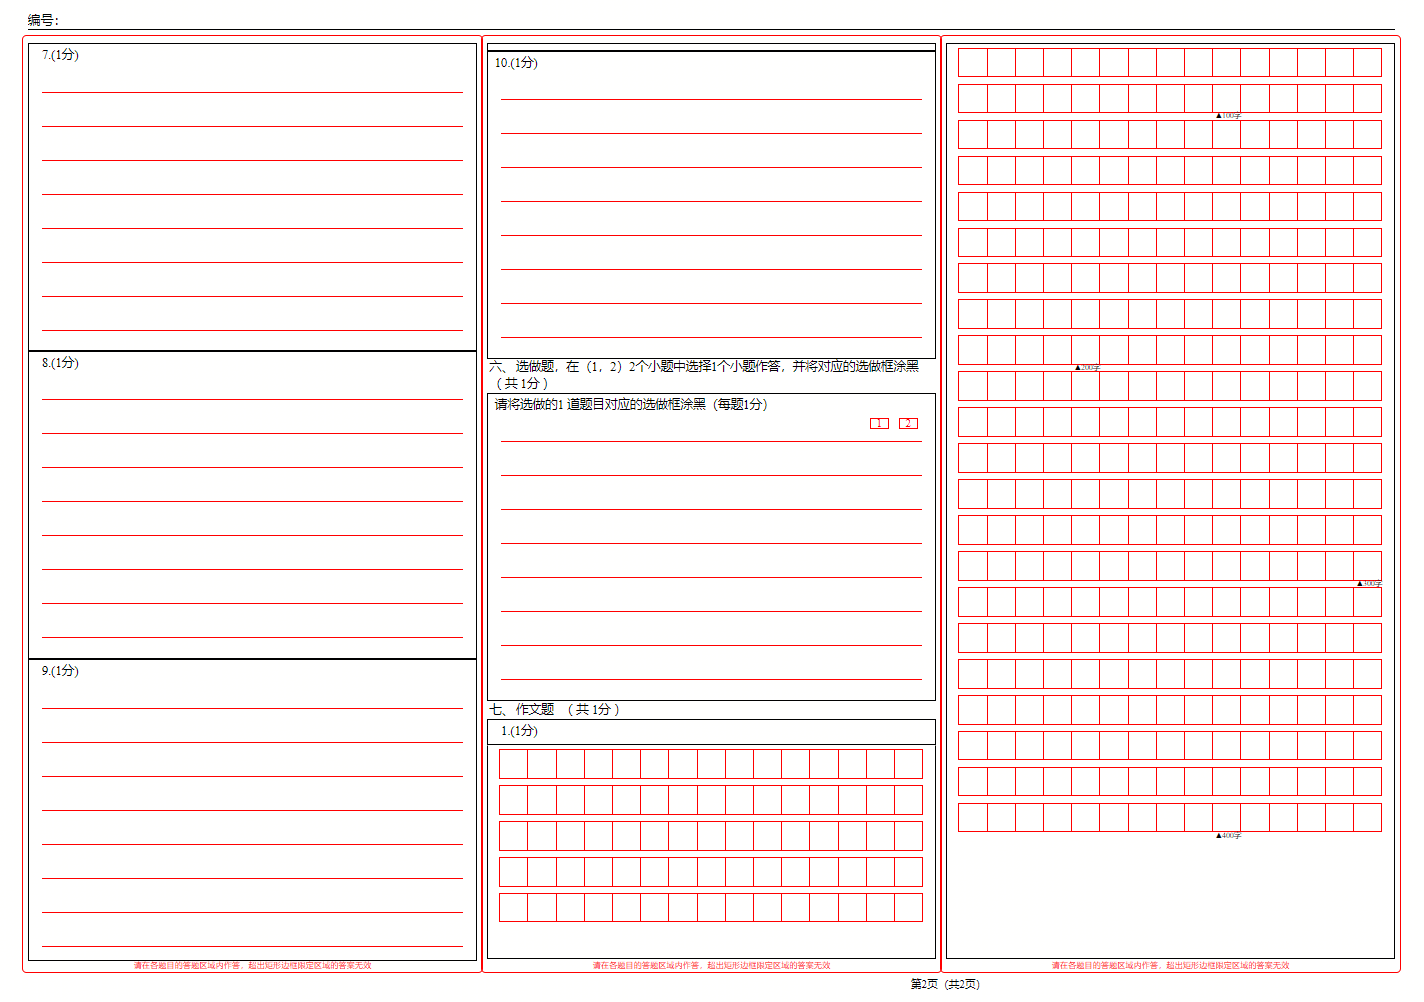 编号：
7.(1分)
8.(1分)
9.(1分)
请在各题目的答题区域内作答，超出矩形边框限定区域的答案无效
10.(1分)
六、 选做题，在（1，2）2个小题中选择1个小题作答，并将对应的选做框涂黑
（ 共 1分 ）
请将选做的1 道题目对应的选做框涂黑（每题1分）
1 2
七、 作文题 （ 共 1分 ）
1.(1分)
请在各题目的答题区域内作答，超出矩形边框限定区域的答案无效
▲100字
▲200字
▲300字
▲400字
请在各题目的答题区域内作答，超出矩形边框限定区域的答案无效
第2页 (共2页)